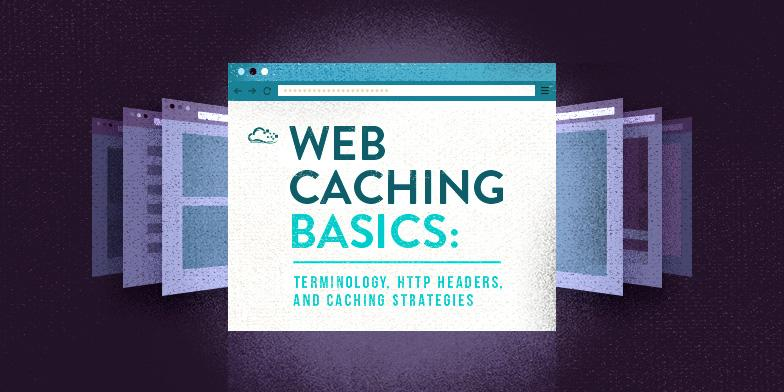 WEB
CACHING
BASICS:
TERMINOLOGY, HTTP HEADERS,
AND CACHING STRATEGIES